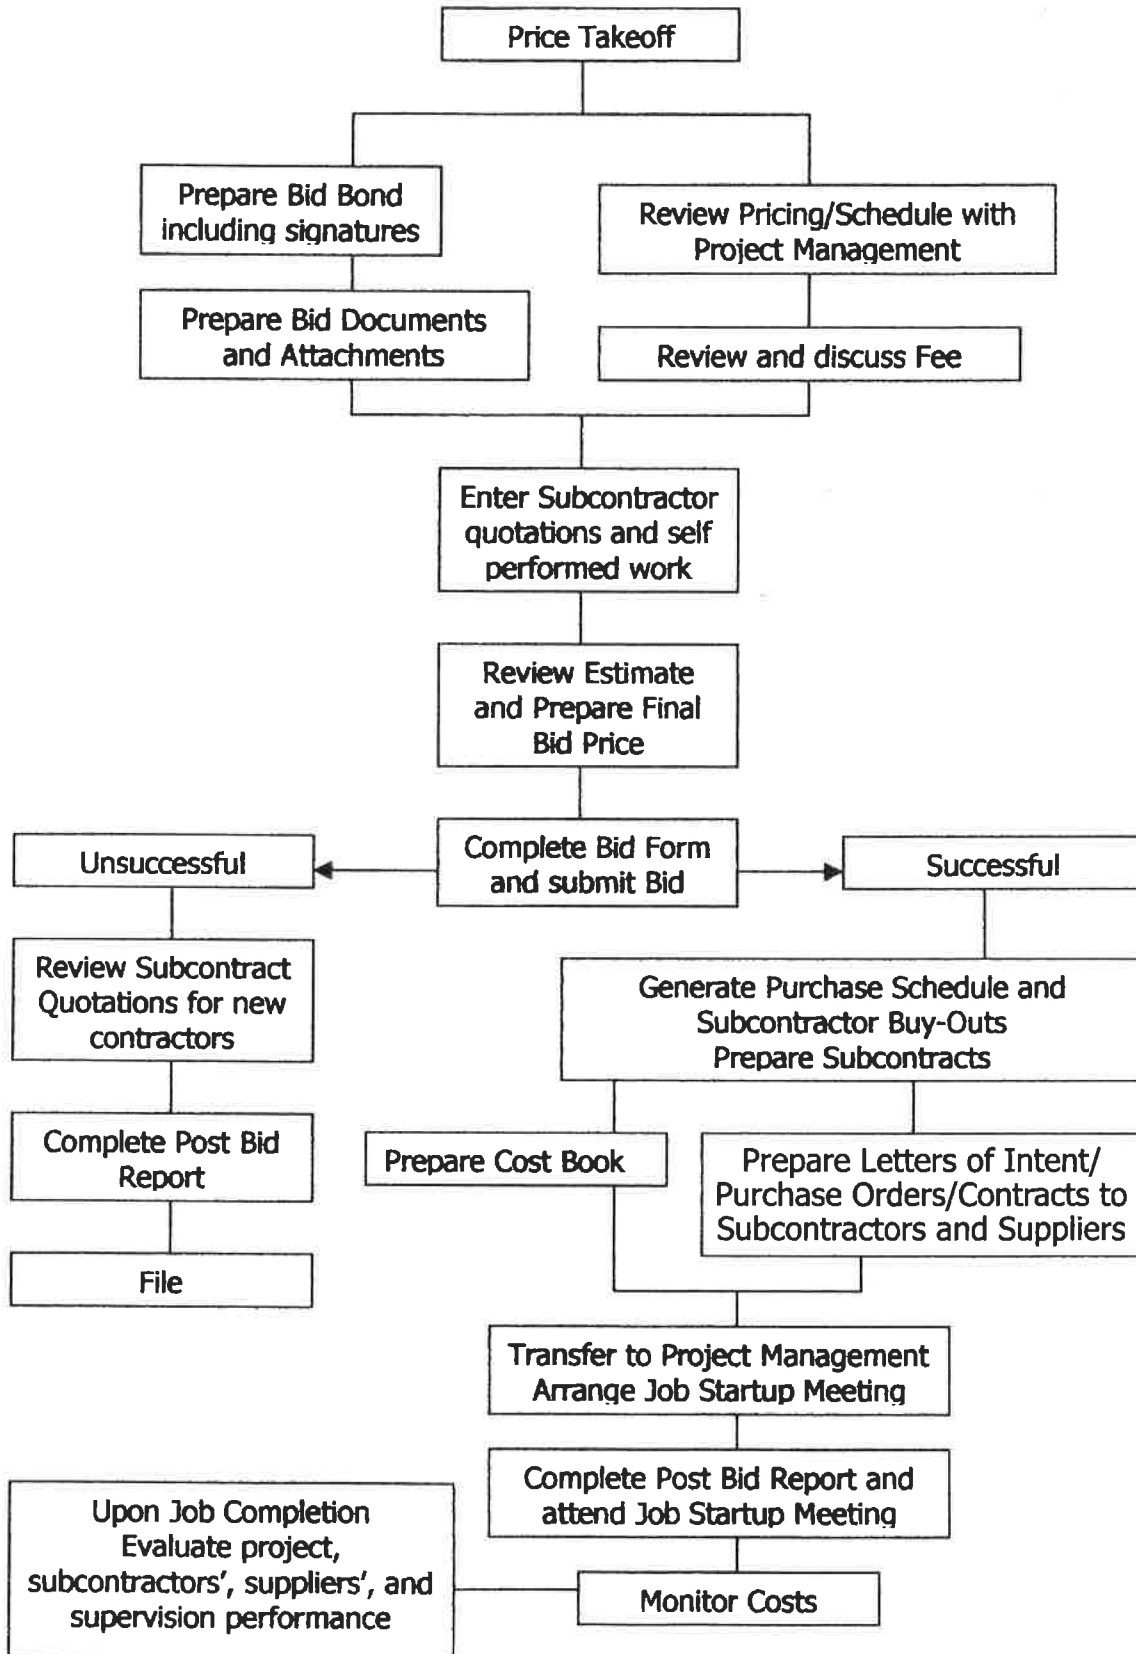 Price Takeoff
Prepare Bid Bond
including signatures
Review Pricing/Schedule with
Project Management
Prepare Bid Documents
and Attachments
Review and discuss Fee
Enter Subcontractor
quotations and self
performed work
Review Estimate
and Prepare Final
Bid Price
Unsuccessful
Complete Bid Form
and submit Bid
Successful
Review Subcontract
Quotations for new
contractors
Generate Purchase Schedule and
Subcontractor Buy-Outs
Prepare Subcontracts
Complete Post Bid
Report
Prepare Cost Book
Prepare Letters of Intent/
Purchase Orders/Contracts to
Subcontractors and Suppliers
File
Transfer to Project Management
Arrange Job Startup Meeting
Complete Post Bid Report and
attend Job Startup Meeting
Upon Job Completion
Evaluate project,
subcontractors', suppliers', and
supervision performance
Monitor Costs